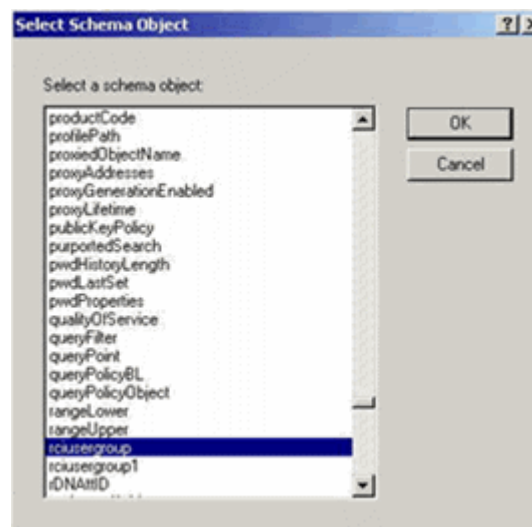 Select Schema Object
Select a schema object:
productCode
profilePath
proxiedObjectName
proxyAddresses
proxyGenerationEnabled
proxyLifetime
publicKeyPolicy
purportedSearch
pwdHistoryLength
pwdLastSet
pwdProperties
qualityOfService
queryFilter
queryPoint
queryPolicyBL
queryPolicyObject
rangeLower
rangeUpper
rciusergroup
rciusergroup1
rDNAttID
OK
Cancel